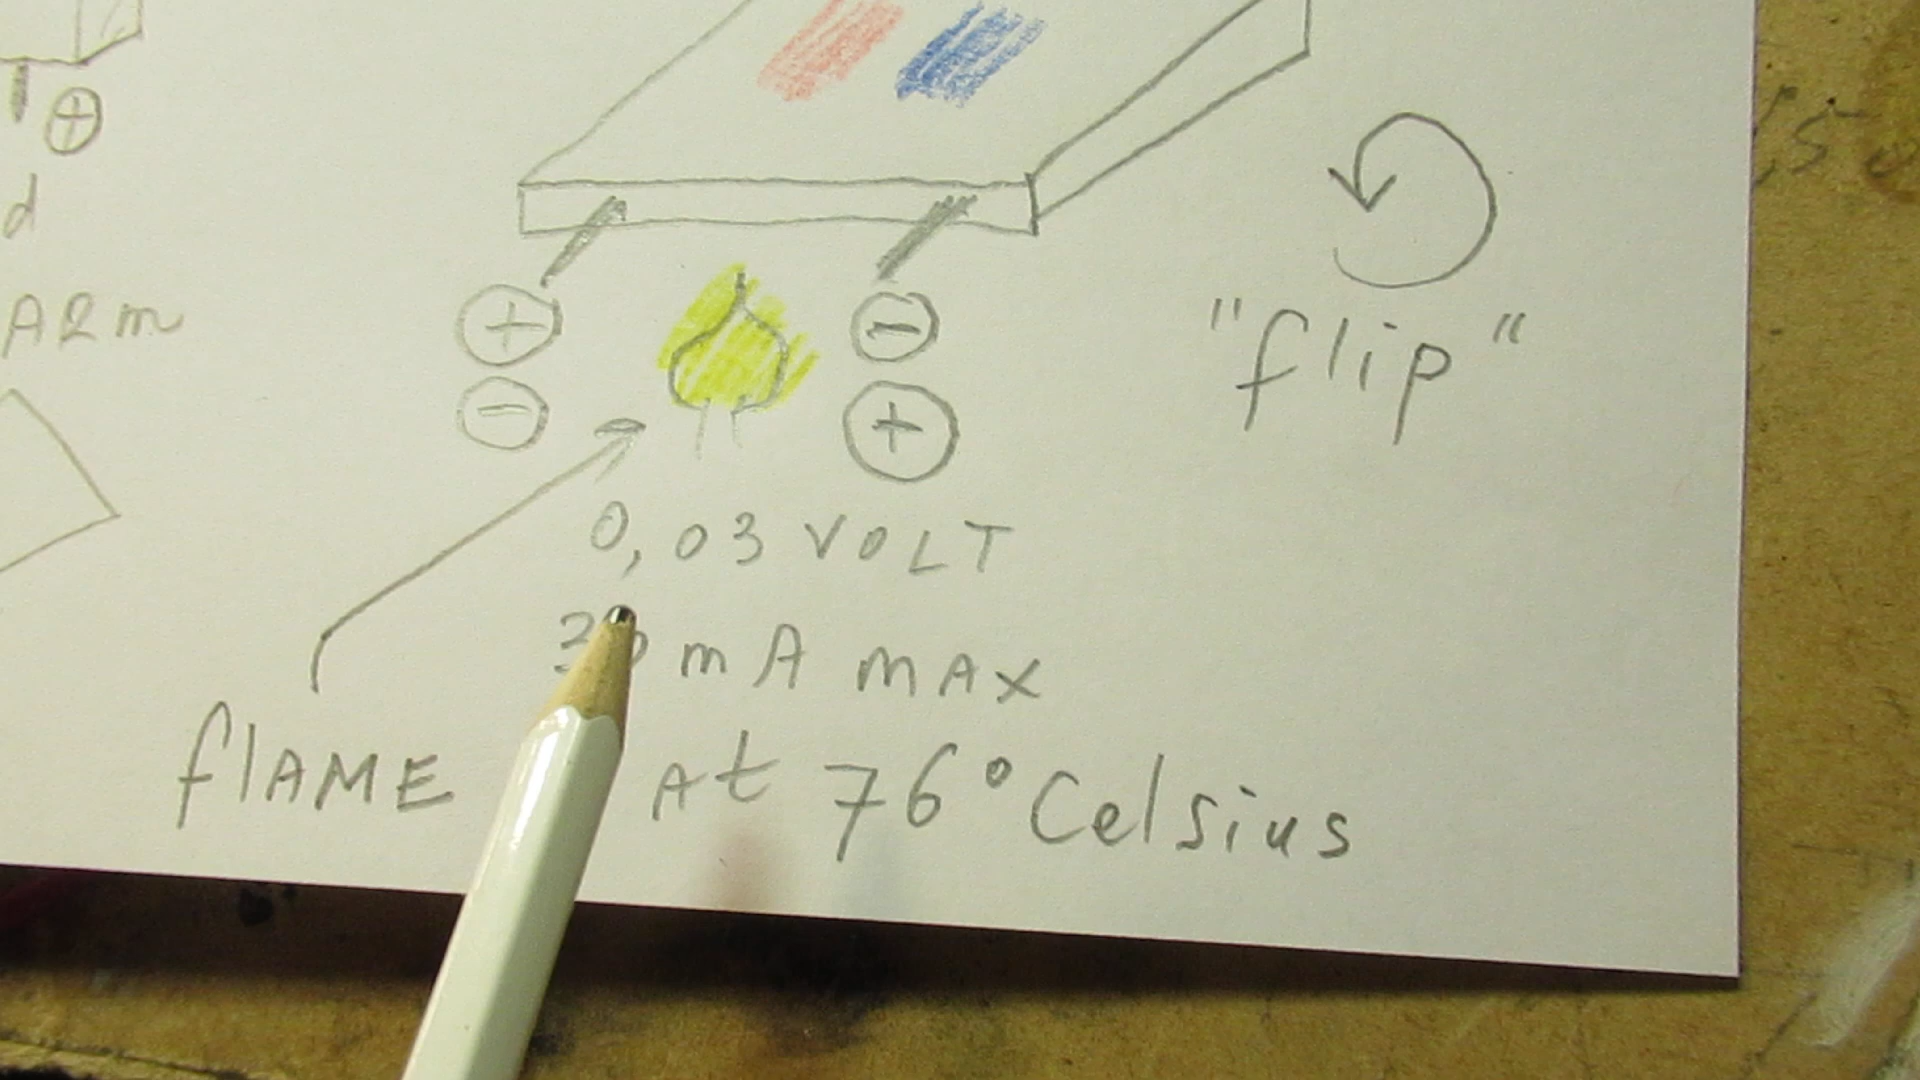 +
d
ARm
+ -
- +
"flip"
0,03 VOLT
mA MAX
flAME At 76° Celsius